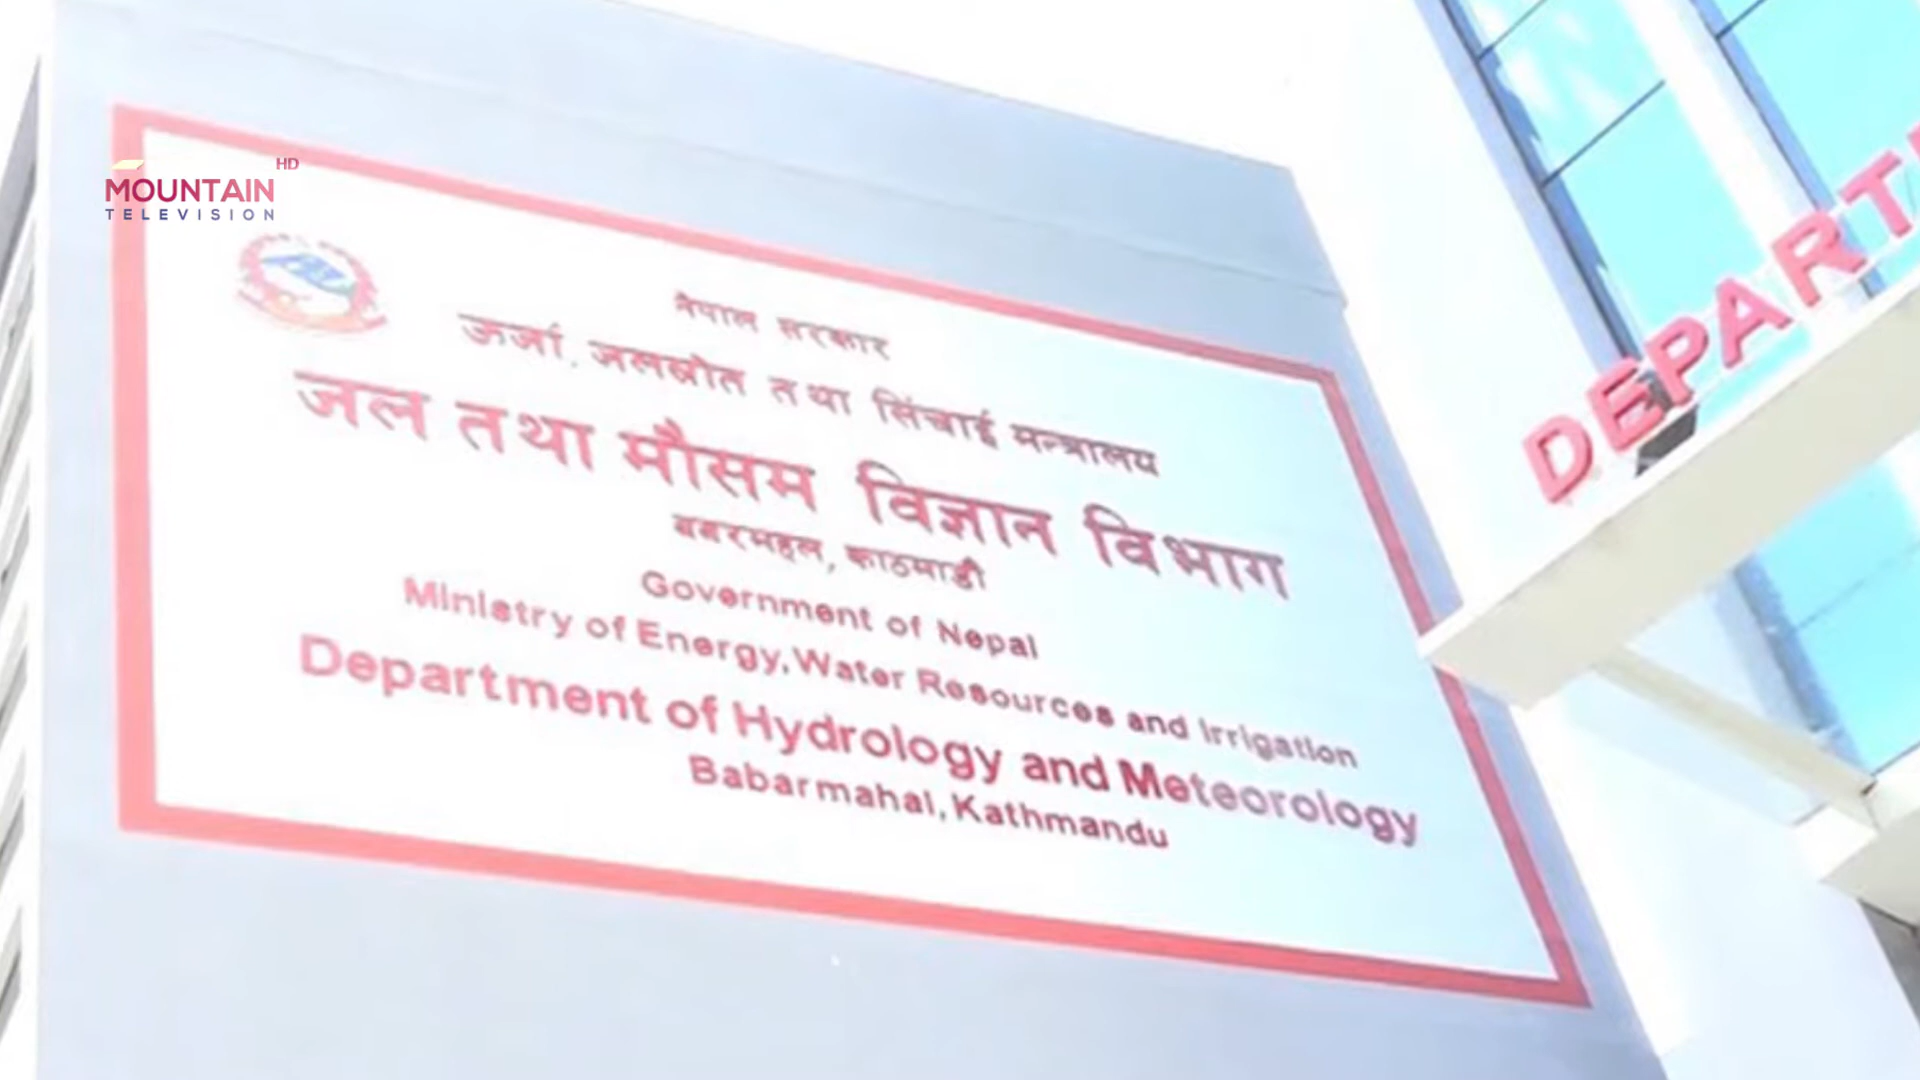 HD
MOUNTAIN
TELEVISION
नेपाल सरकार
ऊर्जा, जलस्रोत तथा सिंचाई मन्त्रालय
जल तथा मौसम विज्ञान विभाग
बबरमहल, काठमाडौं
Government of Nepal
Ministry of Energy, Water Resources and Irrigation
Department of Hydrology and Meteorology
Babarmahal, Kathmandu
DEPART